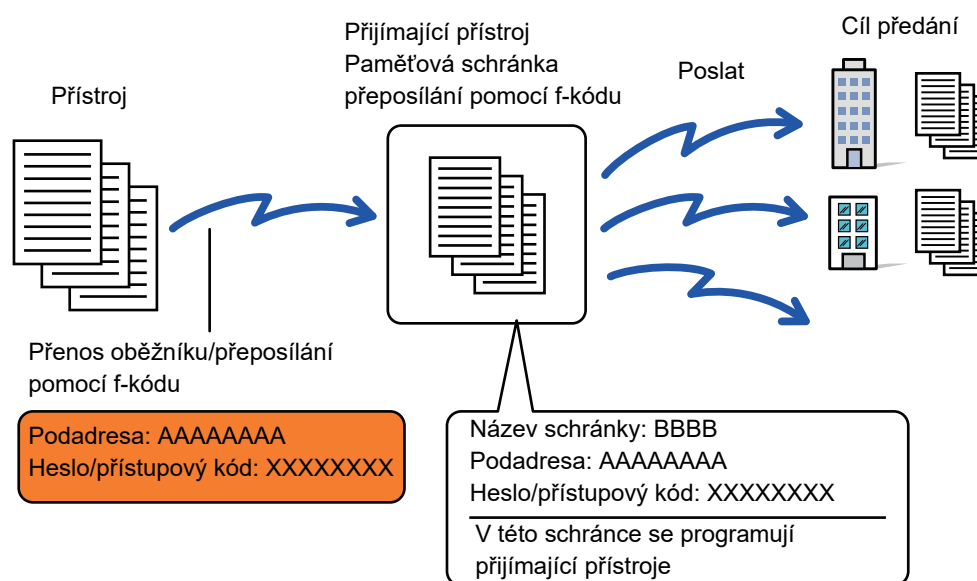 Přístroj
Přijímající přístroj
Paměťová schránka
přeposílání pomocí f-kódu
Poslat
Cíl předání
Přenos oběžníku/přeposílání
pomocí f-kódu
Podadresa: AAAAAAAA
Heslo/přístupový kód: XXXXXXXX
Název schránky: BBBB
Podadresa: AAAAAAAA
Heslo/přístupový kód: XXXXXXXX
V této schránce se programují
přijímající přístroje